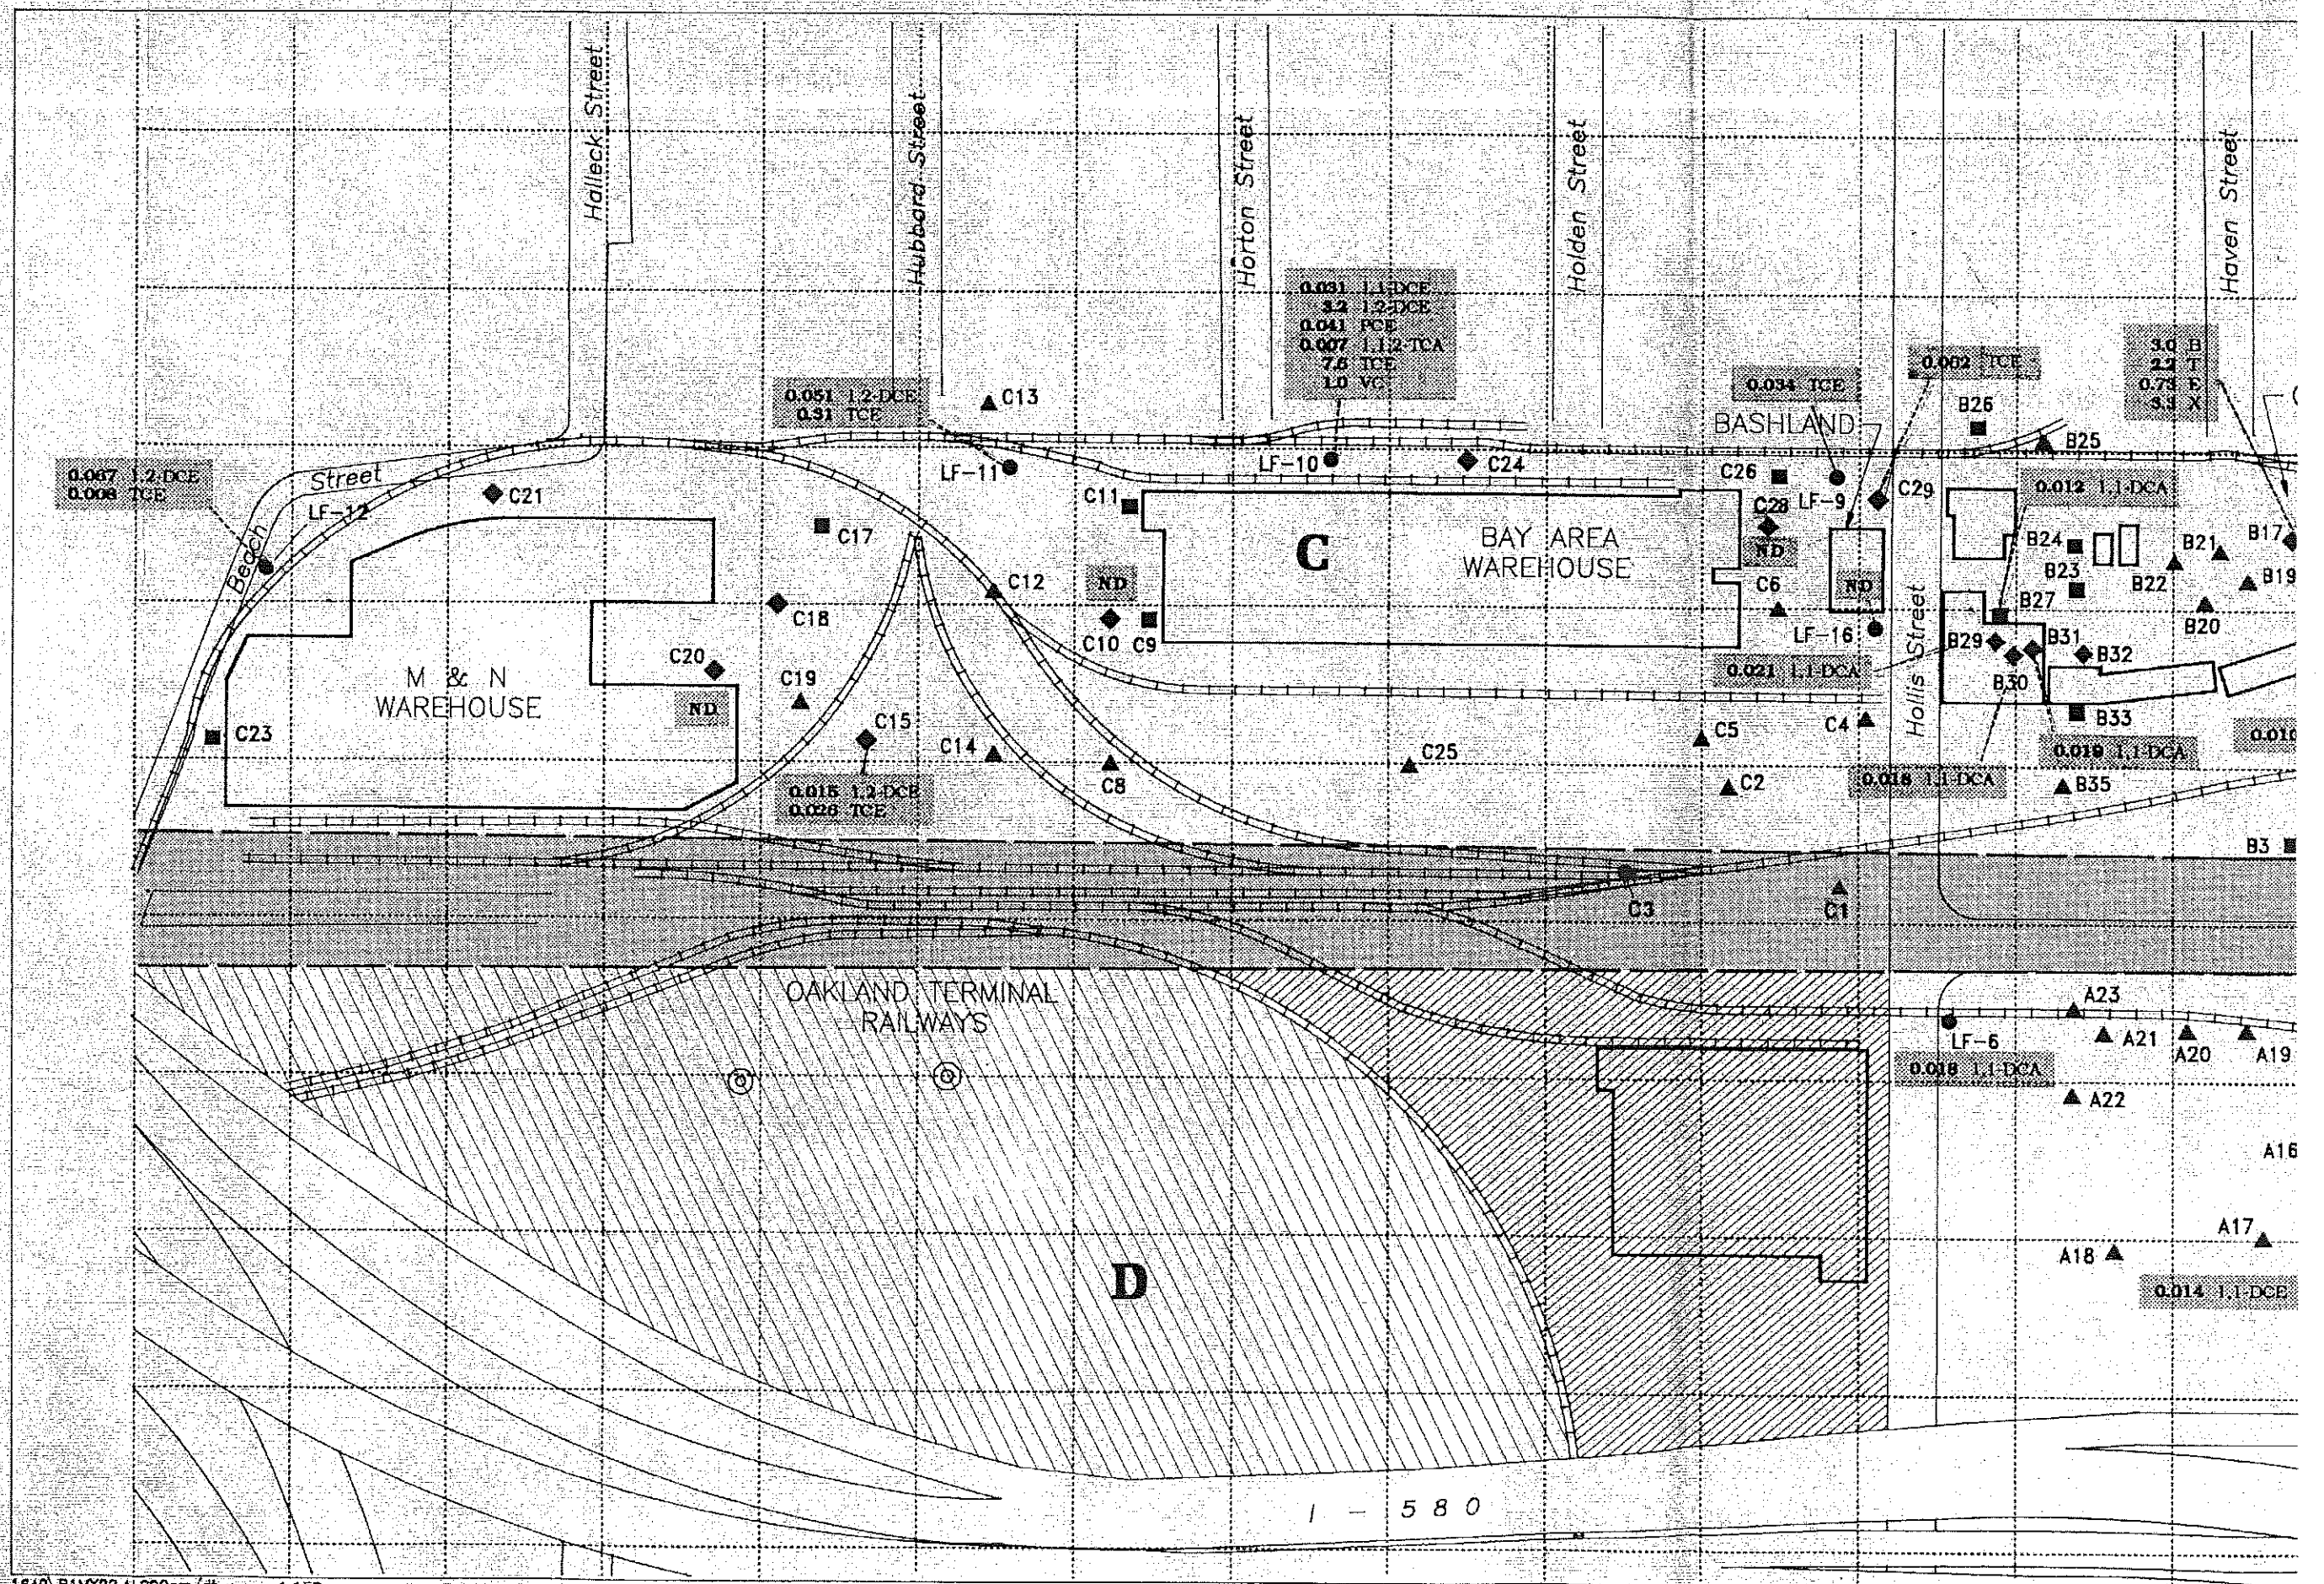 Halleck Street
Hubbard Street
Horton Street
Holden Street
Haven Street
0.031 1,1-DCE
3.2 1,2-DCE
0.041 PCE
0.007 1,1,2-TCA
7.6 TCE
1.0 VC
3.0 B
2.2 T
0.73 E
3.3 X
0.002 TCE
0.034 TCE
0.051 1,2-DCE
0.31 TCE
C13
BASHLAND
B26
B25
0.067 1,2-DCE
0.008 TCE
Street
Beach
LF-12
C21
LF-11
LF-10
C24
C26
LF-9
C29
0.012 1,1-DCA
C11
C17
C
BAY AREA
WAREHOUSE
C28
ND
B24
B21
B17
B23
B22
B19
C12
ND
C6
ND
B27
B20
C18
C10
C9
LF-16
Hollis Street
B29
B31
B32
B30
M & N
WAREHOUSE
C20
ND
C19
0.021 1,1-DCA
C23
C15
C14
C8
C25
C5
C4
C2
B33
0.010
0.019 1,1-DCA
0.018 1,1-DCA
B35
0.015 1,2-DCE
0.026 TCE
B3
C3
C1
OAKLAND TERMINAL
RAILWAYS
A23
LF-6
A21
A20
A19
0.018 1,1-DCA
A22
A16
A17
A18
D
0.014 1,1-DCE
I - 580